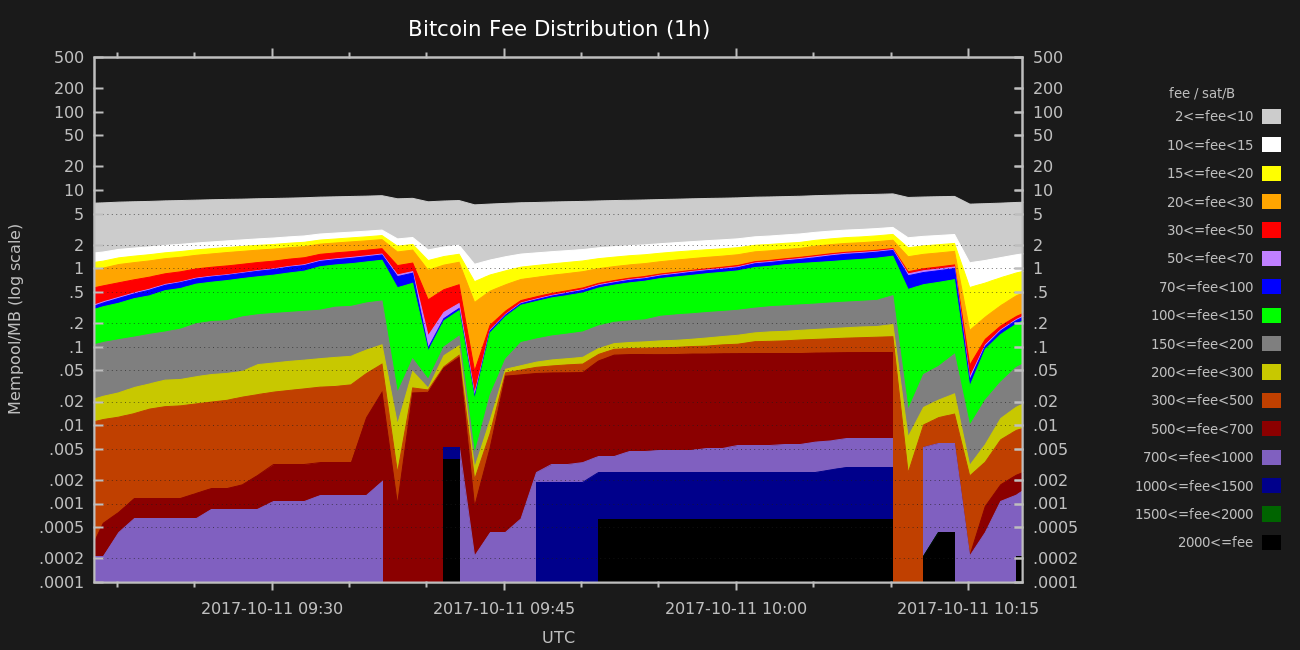 Bitcoin Fee Distribution (1h)
500 500
200 200
100 100
50 50
20 20
10 10
5 5
2 2
1 1
.5 .5
.2 .2
.1 .1
.05 .05
.02 .02
.01 .01
.005 .005
.002 .002
.001 .001
.0005 .0005
.0002 .0002
.0001 .0001
Mempool/MB (log scale)
2017-10-11 09:30 2017-10-11 09:45 2017-10-11 10:00 2017-10-11 10:15
UTC
fee / sat/B
2<=fee<10
10<=fee<15
15<=fee<20
20<=fee<30
30<=fee<50
50<=fee<70
70<=fee<100
100<=fee<150
150<=fee<200
200<=fee<300
300<=fee<500
500<=fee<700
700<=fee<1000
1000<=fee<1500
1500<=fee<2000
2000<=fee